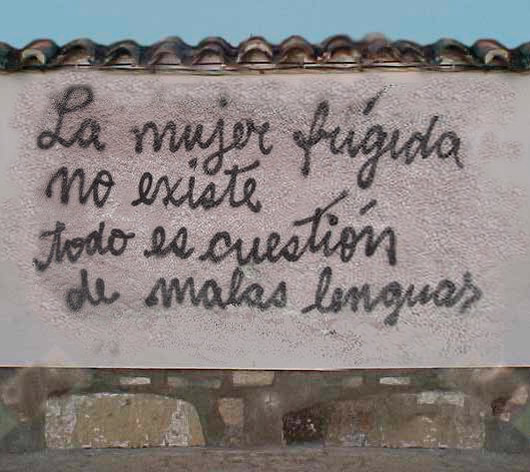 La mujer frígida
no existe
todo es cuestión
de malas lenguas